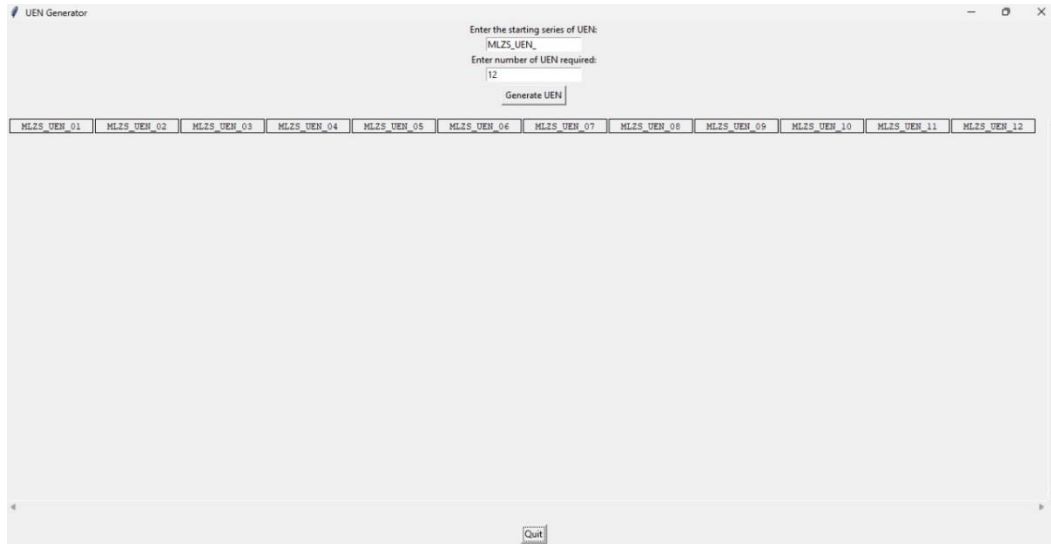 UEN Generator
Enter the starting series of UEN:
MLZS_UEN_
Enter number of UEN required:
12
Generate UEN
MLZS_UEN_01 MLZS_UEN_02 MLZS_UEN_03 MLZS_UEN_04 MLZS_UEN_05 MLZS_UEN_06 MLZS_UEN_07 MLZS_UEN_08 MLZS_UEN_09 MLZS_UEN_10 MLZS_UEN_11 MLZS_UEN_12
Quit